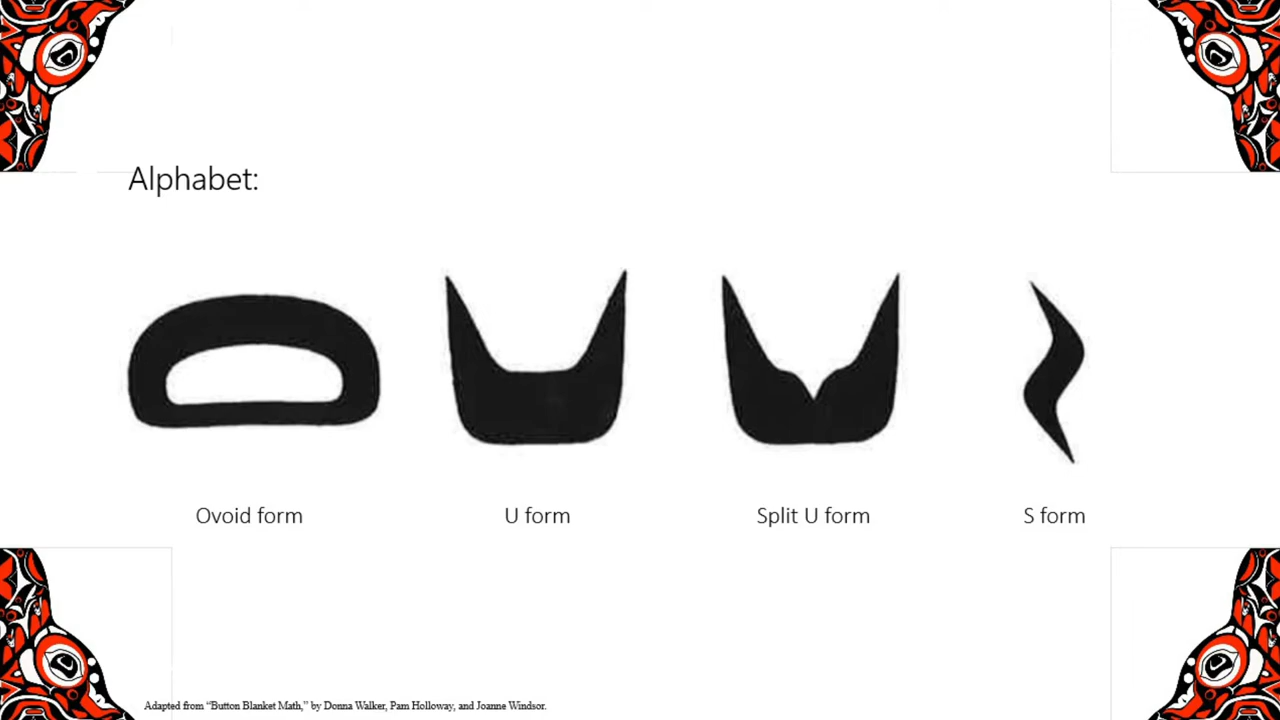 Alphabet:
Ovoid form
U form
Split U form
S form
Adapted from “Button Blanket Math,” by Donna Walker, Pam Holloway, and Joanne Windsor.